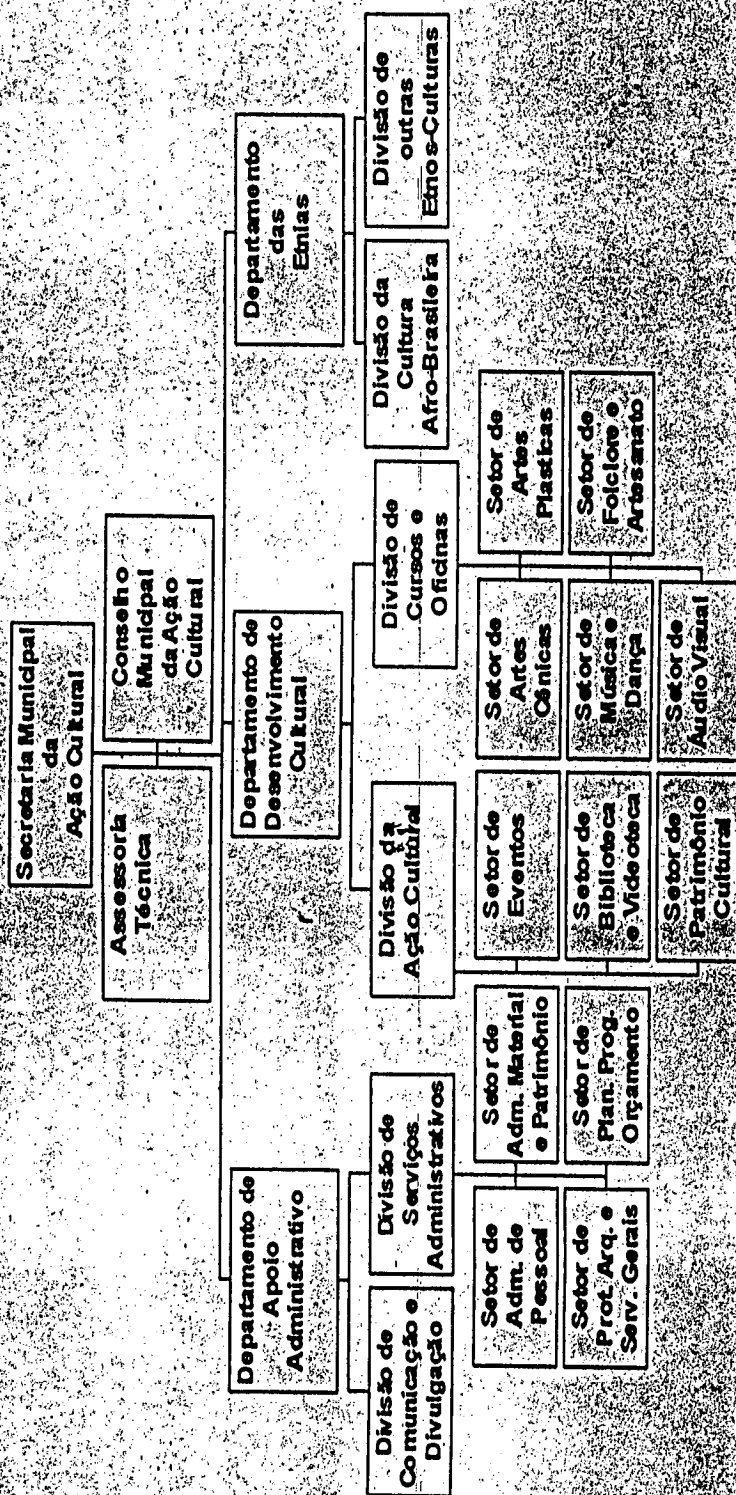 Secretaria Municipal
da
Ação Cultural
Assessoria
Técnica
Conselho
Municipal
da Ação
Cultural
Departamento de
Apoio
Administrativo
Departamento de
Desenvolvimento
Cultural
Departamento
das
Etnias
Divisão de
Comunicação e
Divulgação
Divisão de
Serviços
Administrativos
Divisão da
Ação Cultural
Divisão de
Cursos e
Oficinas
Divisão da
Cultura
Afro-Brasileira
Divisão de
outras
Etnos-Culturas
Setor de
Adm. de
Pessoal
Setor de
Adm. Material
e Patrimônio
Setor de
Prot. Arq. e
Serv. Gerais
Setor de
Plan. Prog.
Orçamento
Setor de
Eventos
Setor de
Biblioteca
e Videoteca
Setor de
Patrimônio
Cultural
Setor de
Artes
Cênicas
Setor de
Artes
Plasticas
Setor de
Música e
Dança
Setor de
Folclore e
Artesanato
Setor de
Áudio Visual